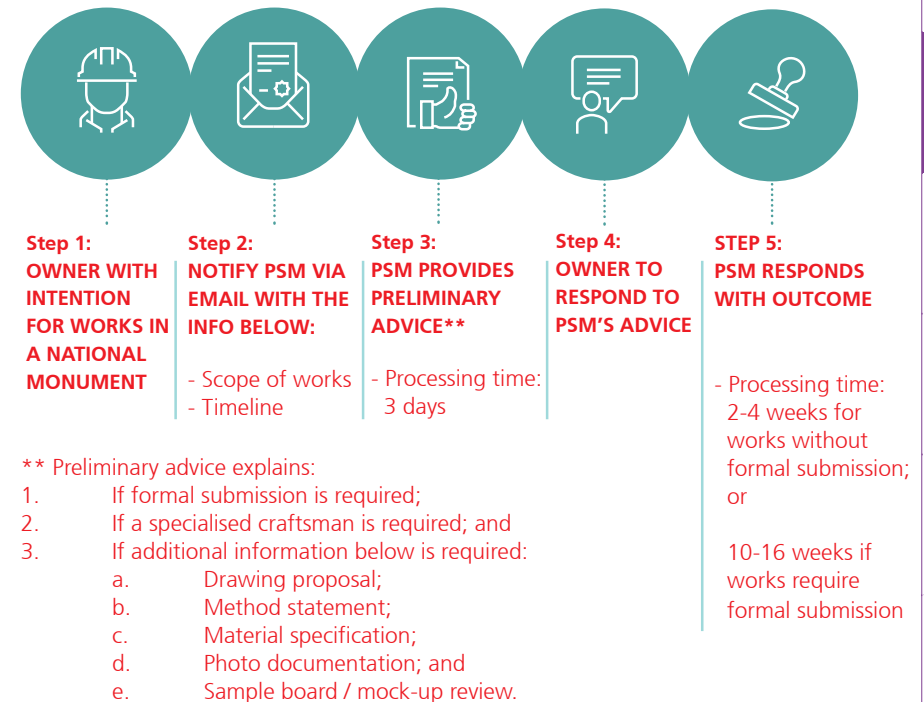 Step 1:
OWNER WITH
INTENTION
FOR WORKS IN
A NATIONAL
MONUMENT
Step 2:
NOTIFY PSM VIA
EMAIL WITH THE
INFO BELOW:
- Scope of works
- Timeline
Step 3:
PSM PROVIDES
PRELIMINARY
ADVICE**
- Processing time:
3 days
Step 4:
OWNER TO
RESPOND TO
PSM’S ADVICE
STEP 5:
PSM RESPONDS
WITH OUTCOME
- Processing time:
2-4 weeks for
works without
formal submission;
or
10-16 weeks if
works require
formal submission
** Preliminary advice explains:
1. If formal submission is required;
2. If a specialised craftsman is required; and
3. If additional information below is required:
a. Drawing proposal;
b. Method statement;
c. Material specification;
d. Photo documentation; and
e. Sample board / mock-up review.